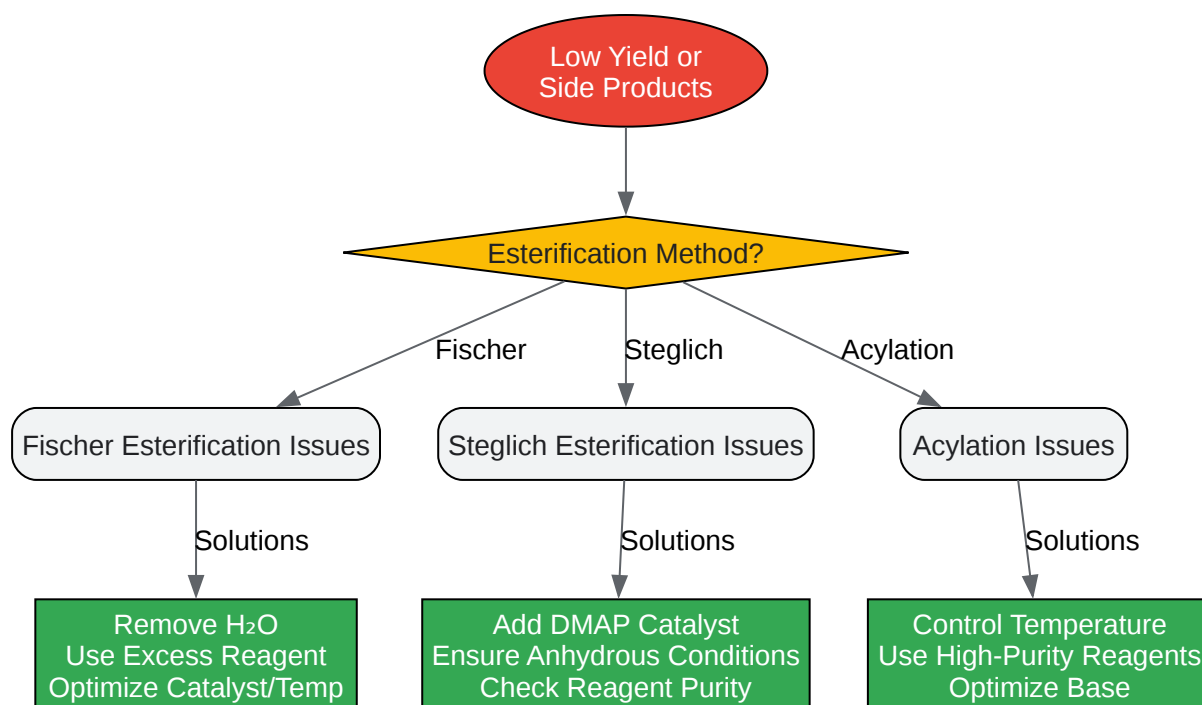 Low Yield or
Side Products
Esterification Method?
Fischer
Steglich
Acylation
Fischer Esterification Issues
Steglich Esterification Issues
Acylation Issues
Solutions
Solutions
Solutions
Remove H₂O
Use Excess Reagent
Optimize Catalyst/Temp
Add DMAP Catalyst
Ensure Anhydrous Conditions
Check Reagent Purity
Control Temperature
Use High-Purity Reagents
Optimize Base